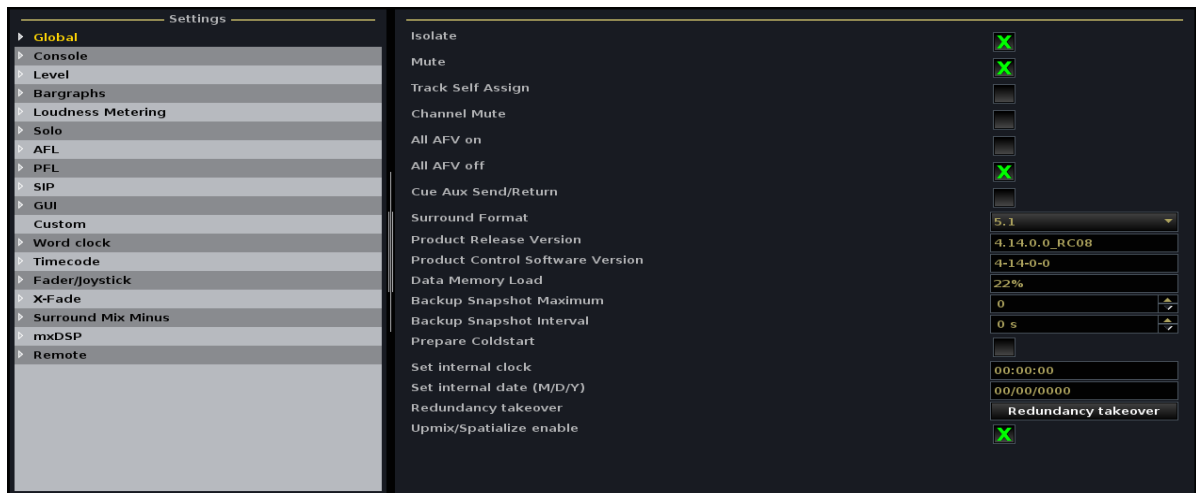 Settings
Global
Console
Level
Bargraphs
Loudness Metering
Solo
AFL
PFL
SIP
GUI
Custom
Word clock
Timecode
Fader/Joystick
X-Fade
Surround Mix Minus
mxDSP
Remote
Isolate X
Mute X
Track Self Assign
Channel Mute
All AFV on
All AFV off X
Cue Aux Send/Return
Surround Format 5.1
Product Release Version 4.14.0.0_RC08
Product Control Software Version 4-14-0-0
Data Memory Load 22%
Backup Snapshot Maximum 0
Backup Snapshot Interval 0 s
Prepare Coldstart
Set internal clock 00:00:00
Set internal date (M/D/Y) 00/00/0000
Redundancy takeover Redundancy takeover
Upmix/Spatialize enable X